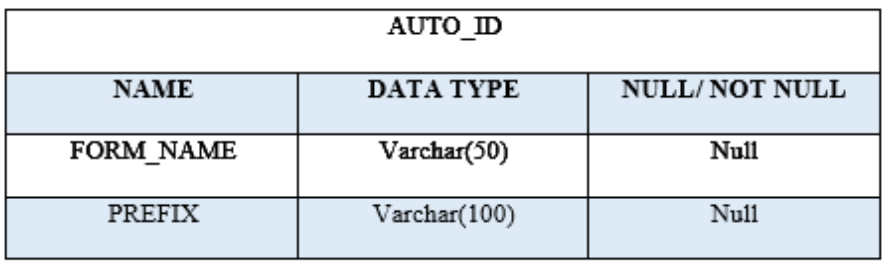 AUTO_ID
NAME DATA TYPE NULL/ NOT NULL
FORM_NAME Varchar(50) Null
PREFIX Varchar(100) Null